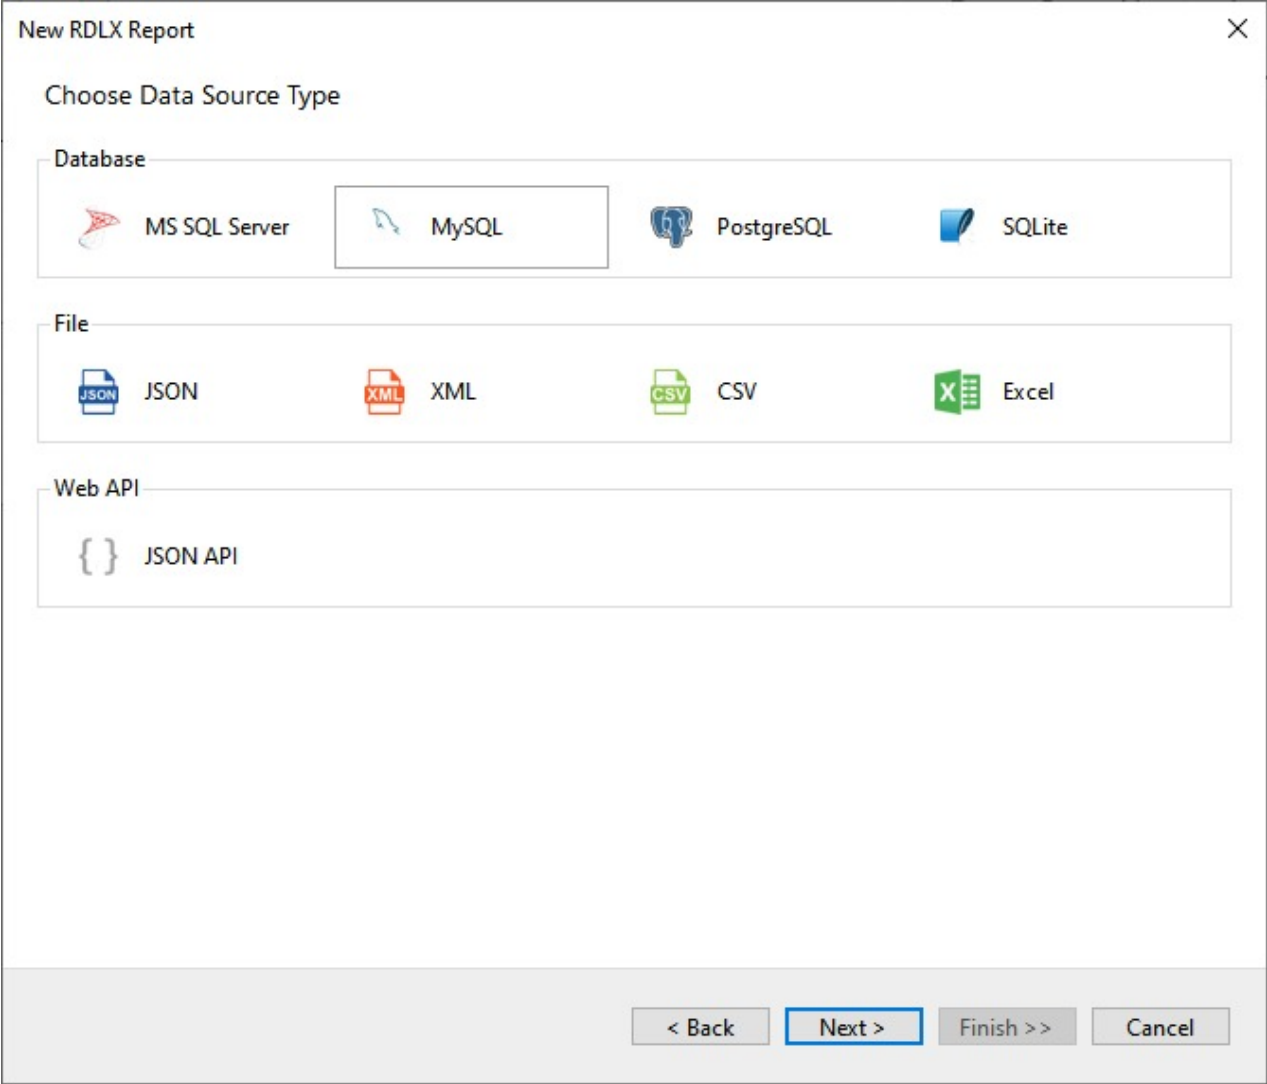 New RDLX Report
Choose Data Source Type
Database
MS SQL Server MySQL PostgreSQL SQLite
File
JSON JSON XML XML CSV CSV X Excel
Web API
{ } JSON API
< Back Next > Finish >> Cancel